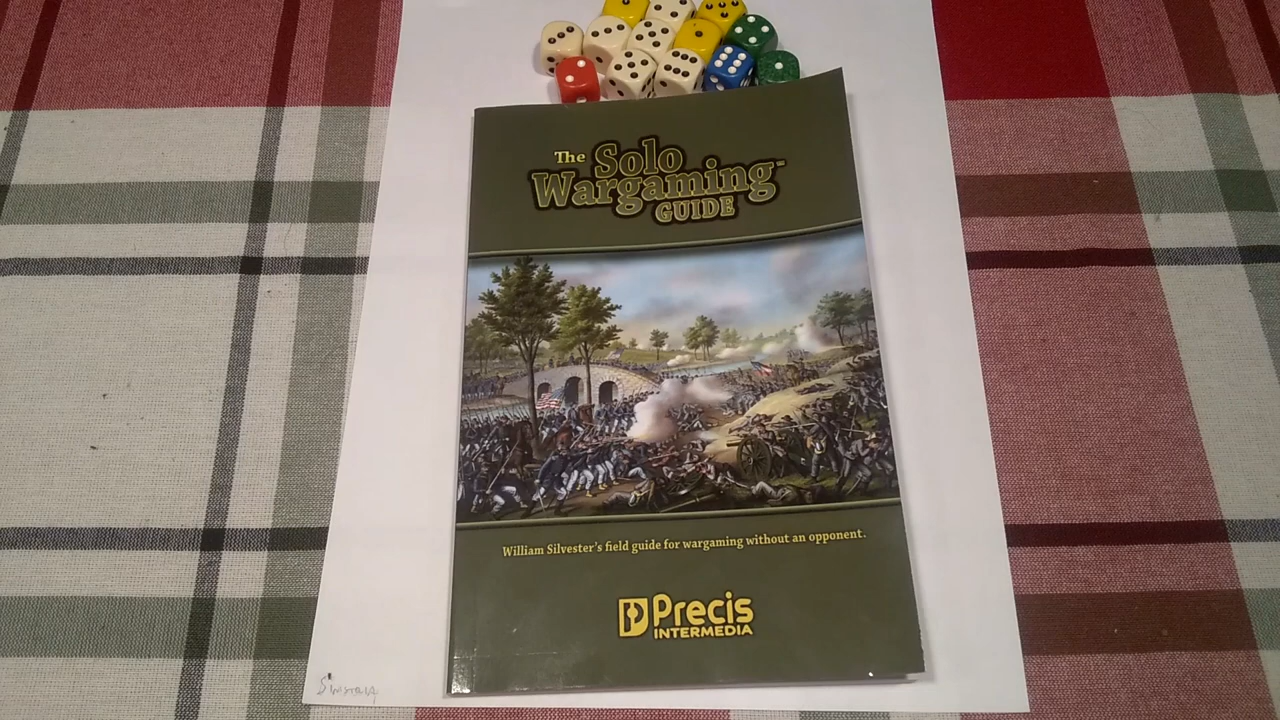 The Solo
Wargaming™
GUIDE
William Silvester's field guide for wargaming without an opponent.
Precis
INTERMEDIA